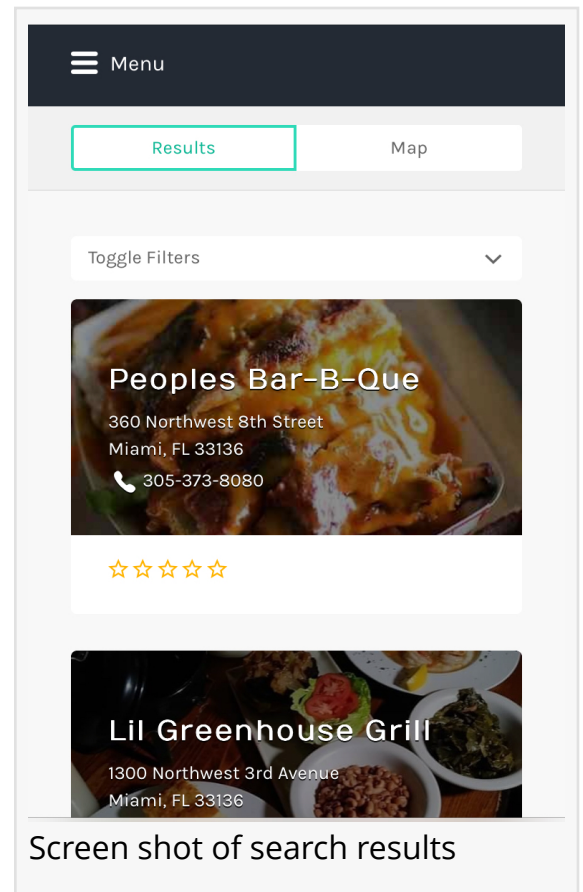 Menu
Results
Map
Toggle Filters
Peoples Bar-B-Que
360 Northwest 8th Street
Miami, FL 33136
305-373-8080
Lil Greenhouse Grill
1300 Northwest 3rd Avenue
Miami, FL 33136
Screen shot of search results